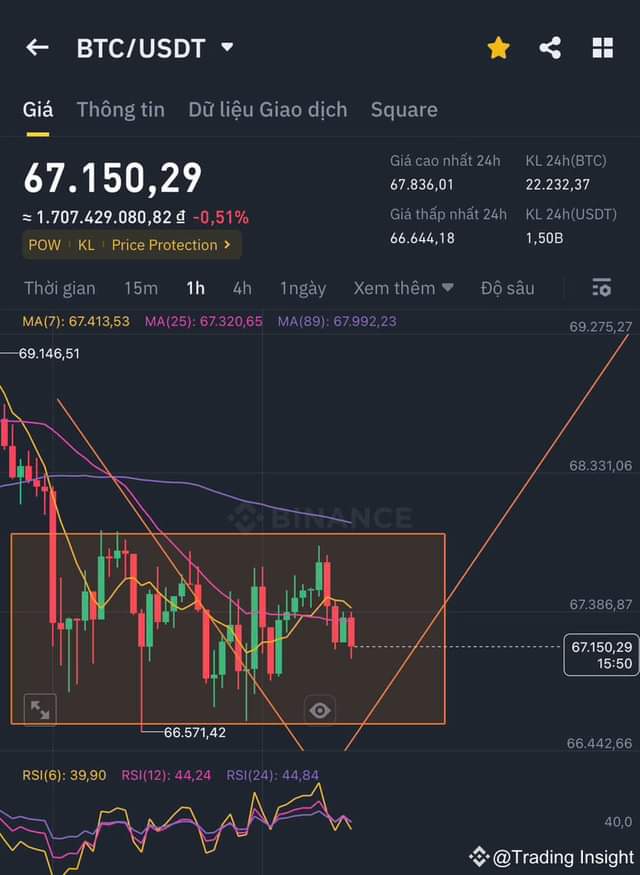 BTC/USDT
Giá Thông tin Dữ liệu Giao dịch Square
67.150,29
≈ 1.707.429.080,82 ₫ -0,51%
POW KL Price Protection
Giá cao nhất 24h KL 24h(BTC)
67.836,01 22.232,37
Giá thấp nhất 24h KL 24h(USDT)
66.644,18 1,50B
Thời gian 15m 1h 4h 1ngày Xem thêm Độ sâu
MA(7): 67.413,53 MA(25): 67.320,65 MA(89): 67.992,23
69.275,27
69.146,51
68.331,06
BINANCE
67.386,87
67.150,29
15:50
66.571,42
66.442,66
RSI(6): 39,90 RSI(12): 44,24 RSI(24): 44,84
40,0
@Trading Insight